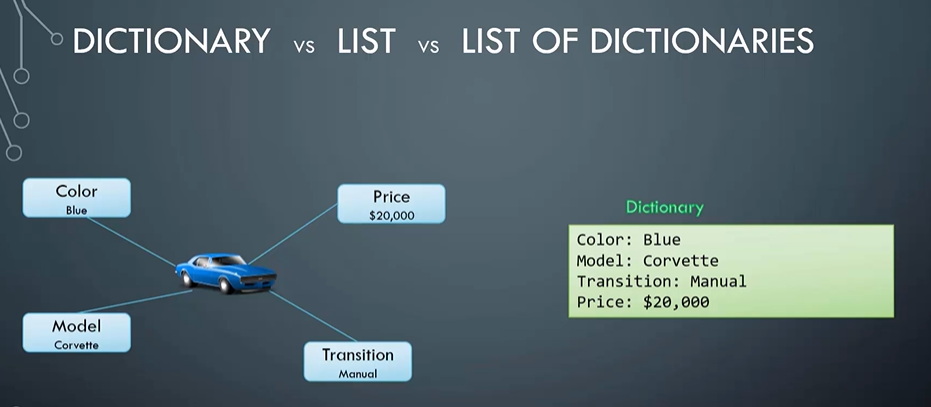 DICTIONARY vs LIST vs LIST OF DICTIONARIES
Color
Blue
Price
$20,000
Model
Corvette
Transition
Manual
Dictionary
Color: Blue
Model: Corvette
Transition: Manual
Price: $20,000